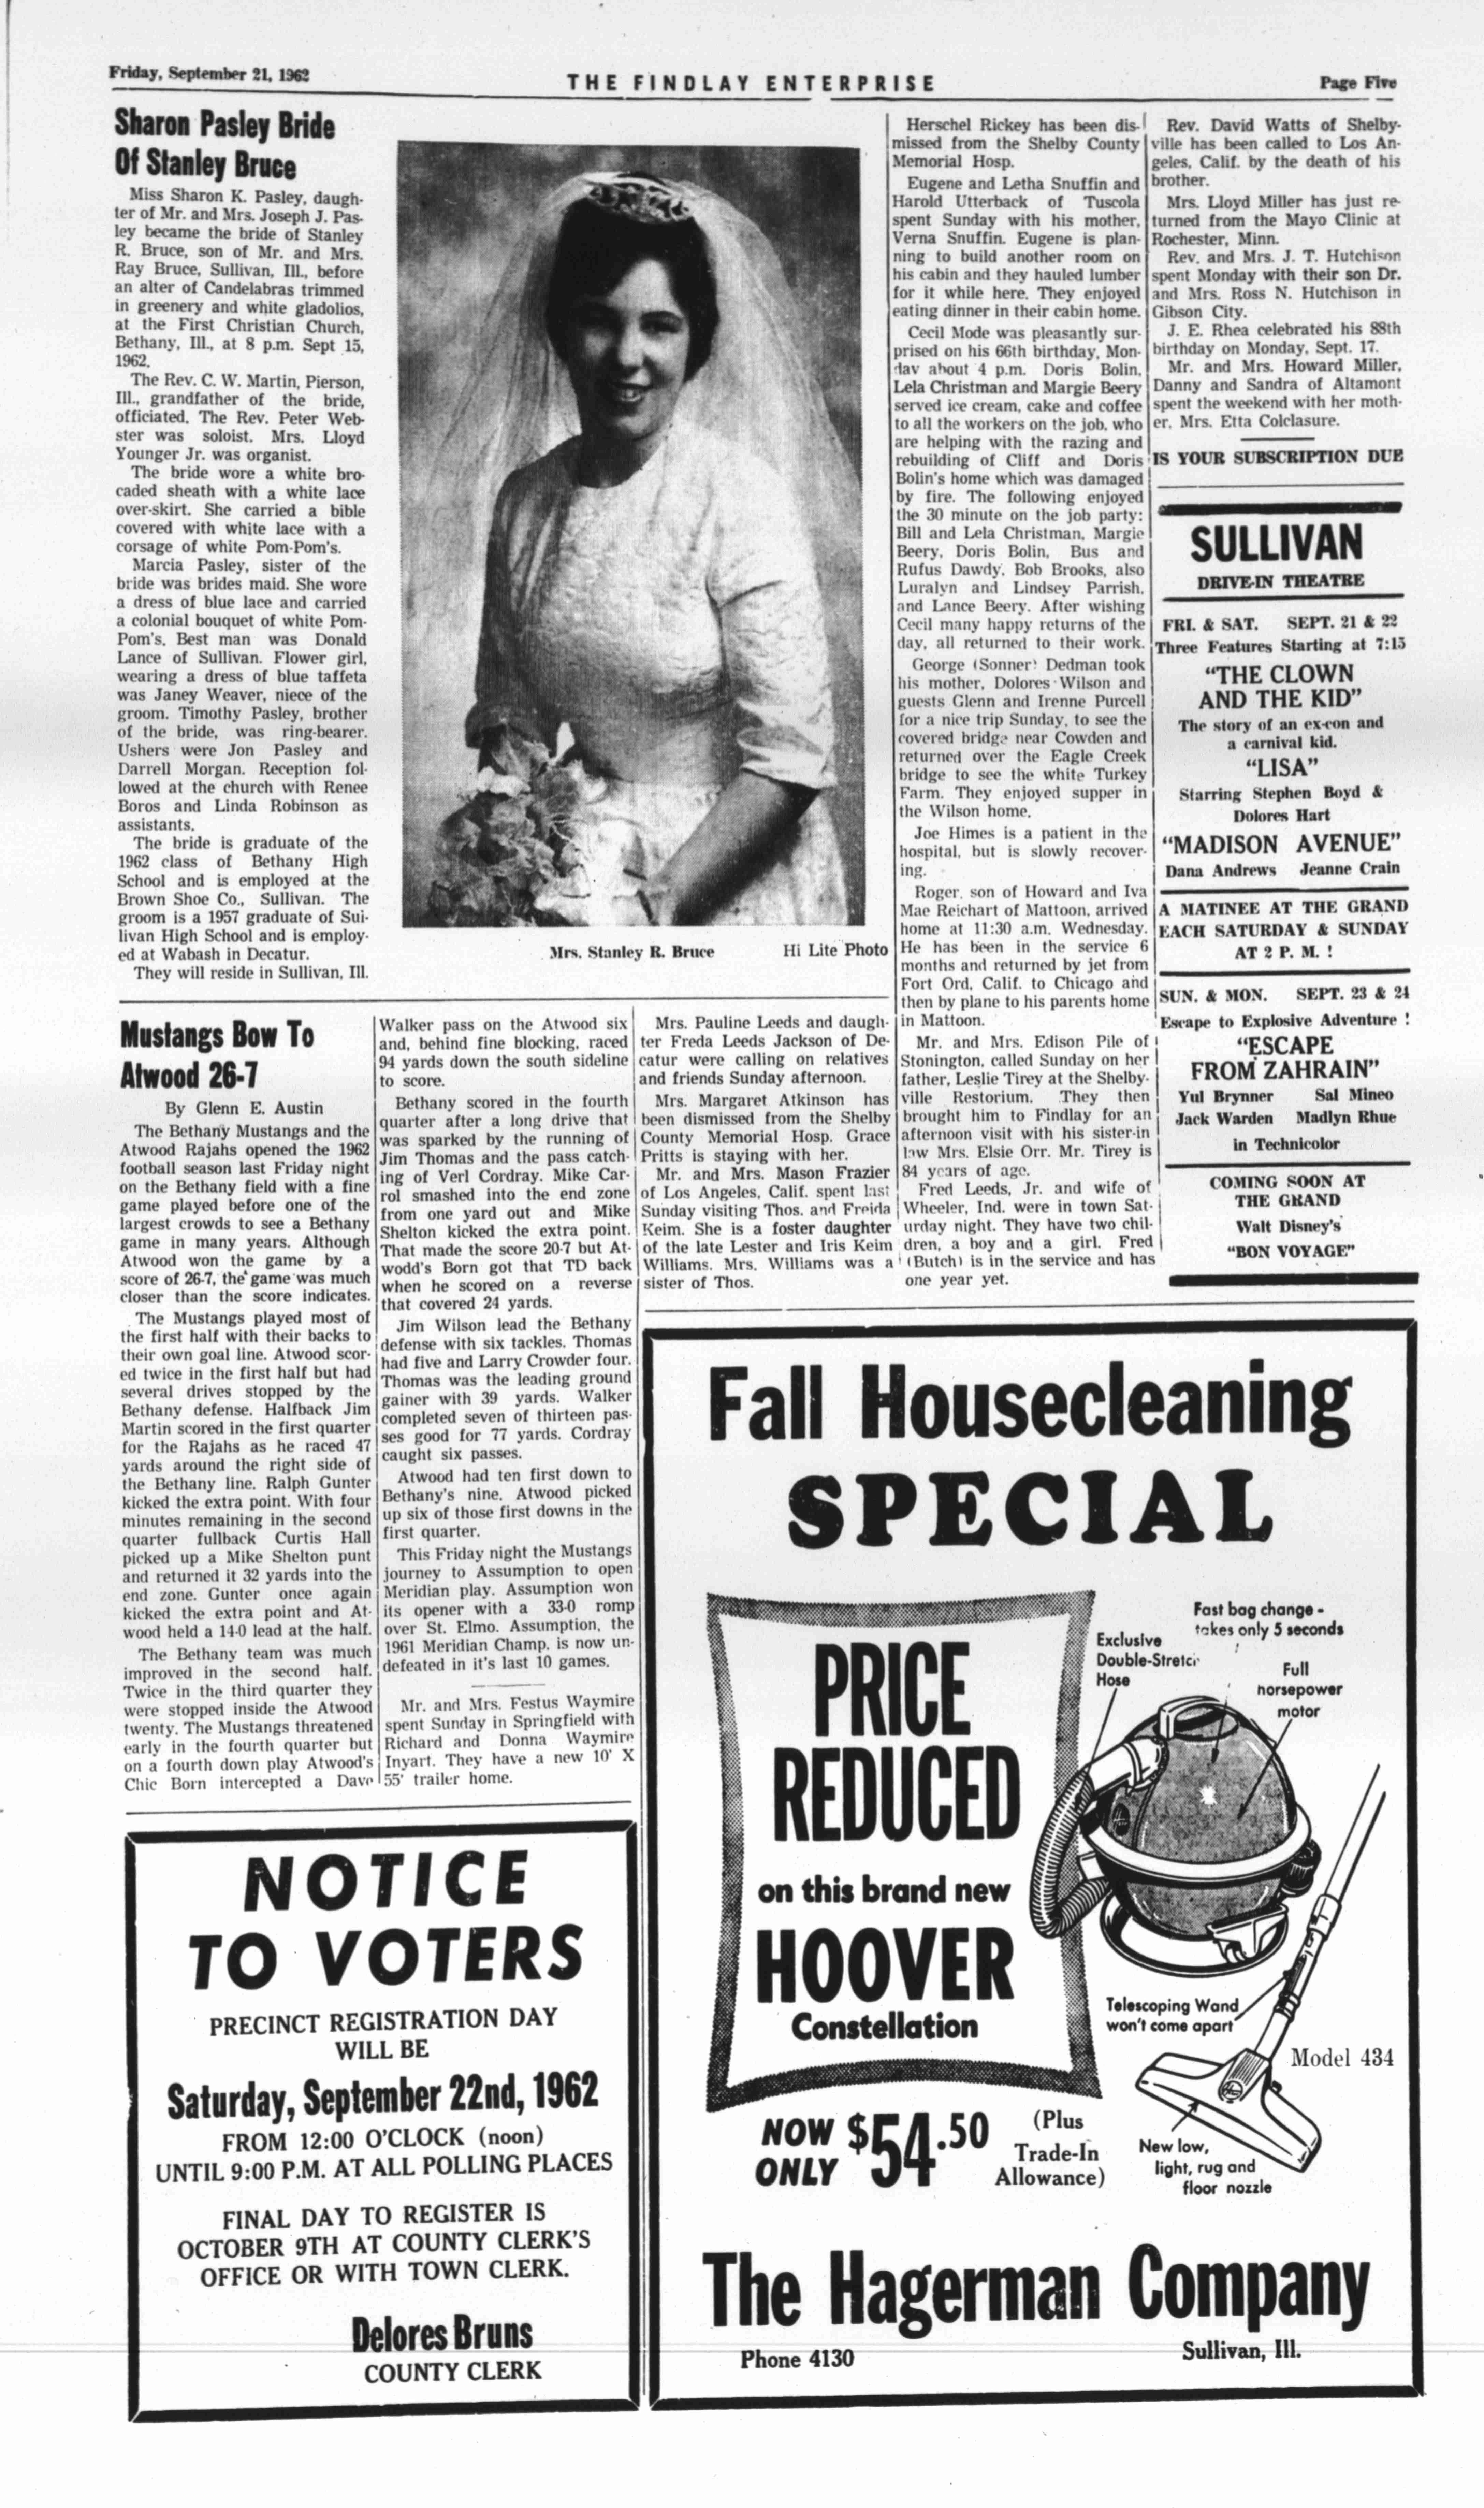 Friday, September 21, 1962
THE FINDLAY ENTERPRISE
Page Five
Sharon Pasley Bride
Of Stanley Bruce
Miss Sharon K. Pasley, daugh-
ter of Mr. and Mrs. Joseph J. Pas-
ley became the bride of Stanley
R. Bruce, son of Mr. and Mrs.
Ray Bruce, Sullivan, Ill., before
an alter of Candelabras trimmed
in greenery and white gladolios,
at the First Christian Church,
Bethany, Ill., at 8 p.m. Sept 15,
1962.
The Rev. C. W. Martin, Pierson,
Ill., grandfather of the bride,
officiated. The Rev. Peter Web-
ster was soloist. Mrs. Lloyd
Younger Jr. was organist.
The bride wore a white bro-
caded sheath with a white lace
over-skirt. She carried a bible
covered with white lace with a
corsage of white Pom-Pom's.
Marcia Pasley, sister of the
bride was brides maid. She wore
a dress of blue lace and carried
a colonial bouquet of white Pom-
Pom's. Best man was Donald
Lance of Sullivan. Flower girl,
wearing a dress of blue taffeta
was Janey Weaver, niece of the
groom. Timothy Pasley, brother
of the bride, was ring-bearer.
Ushers were Jon Pasley and
Darrell Morgan. Reception fol-
lowed at the church with Renee
Boros and Linda Robinson as
assistants.
The bride is graduate of the
1962 class of Bethany High
School and is employed at the
Brown Shoe Co., Sullivan. The
groom is a 1957 graduate of Sul-
livan High School and is employ-
ed at Wabash in Decatur.
They will reside in Sullivan, Ill.
Mrs. Stanley R. Bruce
Hi Lite Photo
Mustangs Bow To
Atwood 26-7
By Glenn E. Austin
The Bethany Mustangs and the
Atwood Rajahs opened the 1962
football season last Friday night
on the Bethany field with a fine
game played before one of the
largest crowds to see a Bethany
game in many years. Although
Atwood won the game by a
score of 26-7, the game was much
closer than the score indicates.
The Mustangs played most of
the first half with their backs to
their own goal line. Atwood scor-
ed twice in the first half but had
several drives stopped by the
Bethany defense. Halfback Jim
Martin scored in the first quarter
for the Rajahs as he raced 47
yards around the right side of
the Bethany line. Ralph Gunter
kicked the extra point. With four
minutes remaining in the second
quarter fullback Curtis Hall
picked up a Mike Shelton punt
and returned it 32 yards into the
end zone. Gunter once again
kicked the extra point and At-
wood held a 14-0 lead at the half.
The Bethany team was much
improved in the second half.
Twice in the third quarter they
were stopped inside the Atwood
twenty. The Mustangs threatened
early in the fourth quarter but
on a fourth down play Atwood's
Chic Born intercepted a Dave
Walker pass on the Atwood six
and, behind fine blocking, raced
94 yards down the south sideline
to score.
Bethany scored in the fourth
quarter after a long drive that
was sparked by the running of
Jim Thomas and the pass catch-
ing of Verl Cordray. Mike Car-
rol smashed into the end zone
from one yard out and Mike
Shelton kicked the extra point.
That made the score 20-7 but At-
wodd's Born got that TD back
when he scored on a reverse
that covered 24 yards.
Jim Wilson lead the Bethany
defense with six tackles. Thomas
had five and Larry Crowder four.
Thomas was the leading ground
gainer with 39 yards. Walker
completed seven of thirteen pas-
ses good for 77 yards. Cordray
caught six passes.
Atwood had ten first down to
Bethany's nine. Atwood picked
up six of those first downs in the
first quarter.
This Friday night the Mustangs
journey to Assumption to open
Meridian play. Assumption won
its opener with a 33-0 romp
over St. Elmo. Assumption, the
1961 Meridian Champ. is now un-
defeated in it's last 10 games.
Mr. and Mrs. Festus Waymire
spent Sunday in Springfield with
Richard and Donna Waymire
Inyart. They have a new 10' X
55' trailer home.
Mrs. Pauline Leeds and daugh-
ter Freda Leeds Jackson of De-
catur were calling on relatives
and friends Sunday afternoon.
Mrs. Margaret Atkinson has
been dismissed from the Shelby
County Memorial Hosp. Grace
Pritts is staying with her.
Mr. and Mrs. Mason Frazier
of Los Angeles, Calif. spent last
Sunday visiting Thos. and Freida
Keim. She is a foster daughter
of the late Lester and Iris Keim
Williams. Mrs. Williams was a
sister of Thos.
Herschel Rickey has been dis-
missed from the Shelby County
Memorial Hosp.
Eugene and Letha Snuffin and
Harold Utterback of Tuscola
spent Sunday with his mother,
Verna Snuffin. Eugene is plan-
ning to build another room on
his cabin and they hauled lumber
for it while here. They enjoyed
eating dinner in their cabin home.
Cecil Mode was pleasantly sur-
prised on his 66th birthday, Mon-
day about 4 p.m. Doris Bolin,
Lela Christman and Margie Beery
served ice cream, cake and coffee
to all the workers on the job, who
are helping with the razing and
rebuilding of Cliff and Doris
Bolin's home which was damaged
by fire. The following enjoyed
the 30 minute on the job party:
Bill and Lela Christman, Margie
Beery, Doris Bolin, Bus and
Rufus Dawdy, Bob Brooks, also
Luralyn and Lindsey Parrish,
and Lance Beery. After wishing
Cecil many happy returns of the
day, all returned to their work.
George (Sonner) Dedman took
his mother, Dolores Wilson and
guests Glenn and Irenne Purcell
for a nice trip Sunday, to see the
covered bridge near Cowden and
returned over the Eagle Creek
bridge to see the white Turkey
Farm. They enjoyed supper in
the Wilson home.
Joe Himes is a patient in the
hospital, but is slowly recover-
ing.
Roger, son of Howard and Iva
Mae Reichart of Mattoon, arrived
home at 11:30 a.m. Wednesday.
He has been in the service 6
months and returned by jet from
Fort Ord, Calif. to Chicago and
then by plane to his parents home
in Mattoon.
Mr. and Mrs. Edison Pile of
Stonington, called Sunday on her
father, Leslie Tirey at the Shelby-
ville Restorium. They then
brought him to Findlay for an
afternoon visit with his sister-in
law Mrs. Elsie Orr. Mr. Tirey is
84 years of age.
Fred Leeds, Jr. and wife of
Wheeler, Ind. were in town Sat-
urday night. They have two chil-
dren, a boy and a girl. Fred
(Butch) is in the service and has
one year yet.
Rev. David Watts of Shelby-
ville has been called to Los An-
geles, Calif. by the death of his
brother.
Mrs. Lloyd Miller has just re-
turned from the Mayo Clinic at
Rochester, Minn.
Rev. and Mrs. J. T. Hutchison
spent Monday with their son Dr.
and Mrs. Ross N. Hutchison in
Gibson City.
J. E. Rhea celebrated his 88th
birthday on Monday, Sept. 17.
Mr. and Mrs. Howard Miller,
Danny and Sandra of Altamont
spent the weekend with her moth-
er, Mrs. Etta Colclasure.
IS YOUR SUBSCRIPTION DUE
SULLIVAN
DRIVE-IN THEATRE
FRI. & SAT. SEPT. 21 & 22
Three Features Starting at 7:15
"THE CLOWN
AND THE KID"
The story of an ex-con and
a carnival kid.
"LISA"
Starring Stephen Boyd &
Dolores Hart
"MADISON AVENUE"
Dana Andrews Jeanne Crain
A MATINEE AT THE GRAND
EACH SATURDAY & SUNDAY
AT 2 P. M. !
SUN. & MON. SEPT. 23 & 24
Escape to Explosive Adventure !
"ESCAPE
FROM ZAHRAIN"
Yul Brynner Sal Mineo
Jack Warden Madlyn Rhue
in Technicolor
COMING SOON AT
THE GRAND
Walt Disney's
"BON VOYAGE"
NOTICE
TO VOTERS
PRECINCT REGISTRATION DAY
WILL BE
Saturday, September 22nd, 1962
FROM 12:00 O'CLOCK (noon)
UNTIL 9:00 P.M. AT ALL POLLING PLACES
FINAL DAY TO REGISTER IS
OCTOBER 9TH AT COUNTY CLERK'S
OFFICE OR WITH TOWN CLERK.
Delores Bruns
COUNTY CLERK
Fall Housecleaning
SPECIAL
PRICE
REDUCED
on this brand new
HOOVER
Constellation
Fast bag change -
takes only 5 seconds
Exclusive
Double-Stretch
Hose
Full
horsepower
motor
Telescoping Wand
won't come apart
Model 434
New low,
light, rug and
floor nozzle
NOW
ONLY
$54.50
(Plus
Trade-In
Allowance)
The Hagerman Company
Phone 4130
Sullivan, Ill.